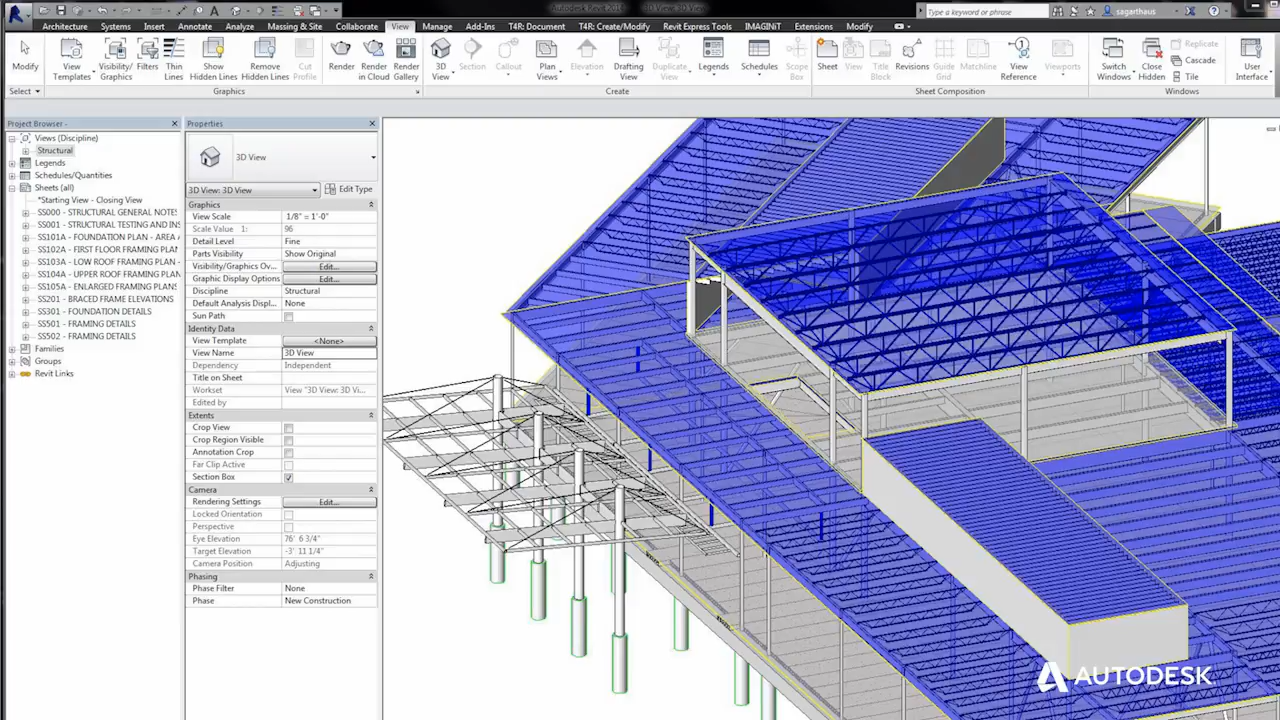 Type a keyword or phrase
sagarthaus
Architecture Systems Insert Annotate Analyze Massing & Site Collaborate View Manage Add-Ins T4R: Document T4R: Create/Modify Revit Express Tools IMAGINiT Extensions Modify
Modify
View Templates
Visibility/ Graphics
Filters
Thin Lines
Show Hidden Lines
Remove Hidden Lines
Cut Profile
Render
Render in Cloud
Render Gallery
3D View
Section
Callout
Plan Views
Elevation
Drafting View
Duplicate View
Legends
Schedules
Scope Box
Sheet
View
Title Block
Revisions
Guide Grid
Matchline
View Reference
Viewports
Switch Windows
Close Hidden
Replicate
Cascade
Tile
User Interface
Select
Graphics
Create
Sheet Composition
Windows
Project Browser -
Views (Discipline)
Structural
Legends
Schedules/Quantities
Sheets (all)
*Starting View - Closing View
SS000 - STRUCTURAL GENERAL NOTES
SS001 - STRUCTURAL TESTING AND INS
SS101A - FOUNDATION PLAN - AREA
SS102A - FIRST FLOOR FRAMING PLAN
SS103A - LOW ROOF FRAMING PLAN -
SS104A - UPPER ROOF FRAMING PLAN
SS105A - ENLARGED FRAMING PLANS
SS201 - BRACED FRAME ELEVATIONS
SS301 - FOUNDATION DETAILS
SS501 - FRAMING DETAILS
SS502 - FRAMING DETAILS
Families
Groups
Revit Links
Properties
3D View
3D View: 3D View
Edit Type
Graphics
View Scale 1/8" = 1'-0"
Scale Value 1: 96
Detail Level Fine
Parts Visibility Show Original
Visibility/Graphics Ov... Edit...
Graphic Display Options Edit...
Discipline Structural
Default Analysis Displ... None
Sun Path
Identity Data
View Template <None>
View Name 3D View
Dependency Independent
Title on Sheet
Workset View "3D View: 3D Vi...
Edited by
Extents
Crop View
Crop Region Visible
Annotation Crop
Far Clip Active
Section Box
Camera
Rendering Settings Edit...
Locked Orientation
Perspective
Eye Elevation 76' 6 3/4"
Target Elevation -3' 11 1/4"
Camera Position Adjusting
Phasing
Phase Filter None
Phase New Construction
AUTODESK